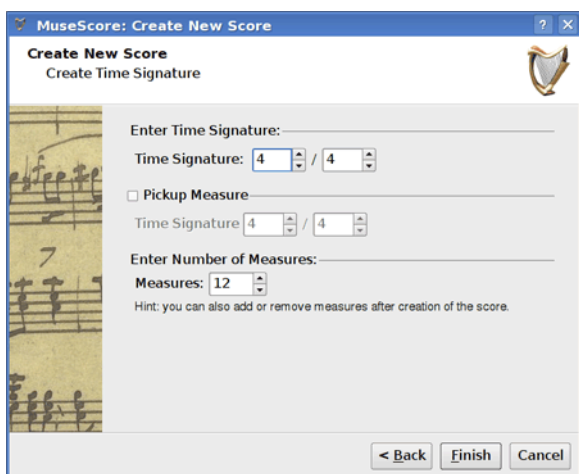 MuseScore: Create New Score
Create New Score
Create Time Signature
Enter Time Signature:
Time Signature: 4 / 4
Pickup Measure
Time Signature 4 / 4
Enter Number of Measures:
Measures: 12
Hint: you can also add or remove measures after creation of the score.
7
< Back Finish Cancel